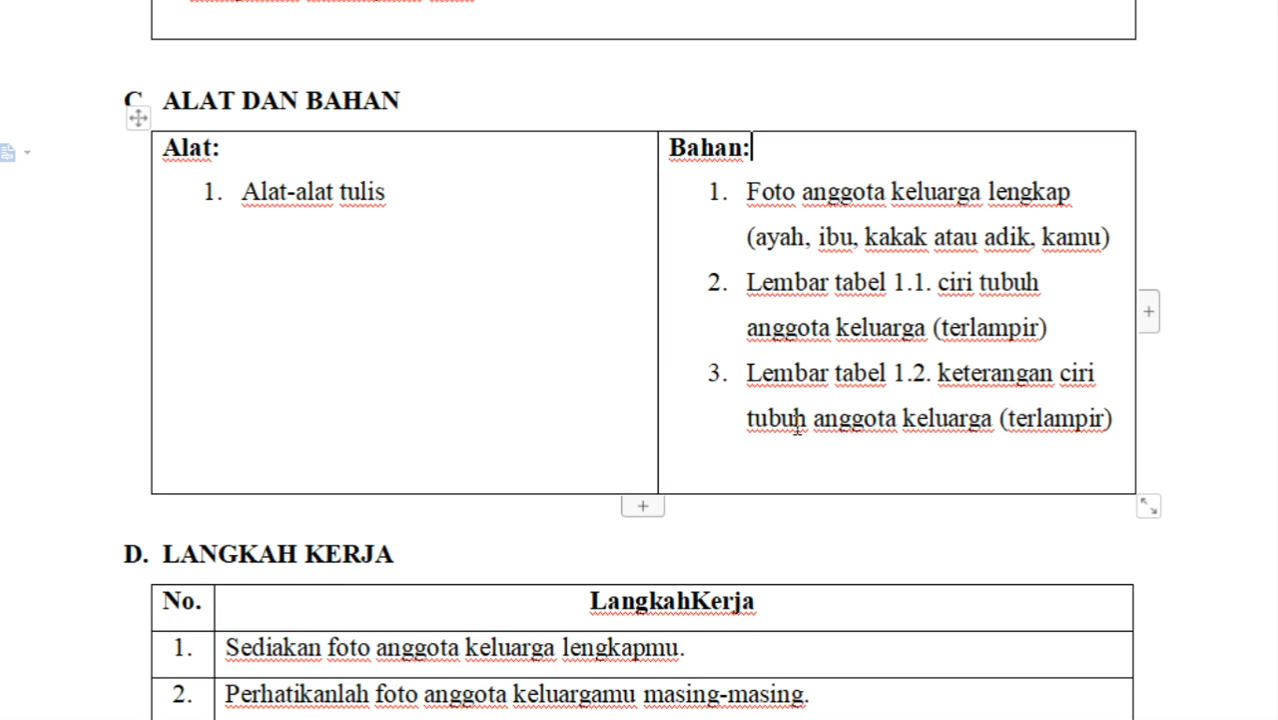 C. ALAT DAN BAHAN
Alat:
1. Alat-alat tulis
Bahan:
1. Foto anggota keluarga lengkap
(ayah, ibu, kakak atau adik, kamu)
2. Lembar tabel 1.1. ciri tubuh
anggota keluarga (terlampir)
3. Lembar tabel 1.2. keterangan ciri
tubuh anggota keluarga (terlampir)
D. LANGKAH KERJA
No. LangkahKerja
1. Sediakan foto anggota keluarga lengkapmu.
2. Perhatikanlah foto anggota keluargamu masing-masing.